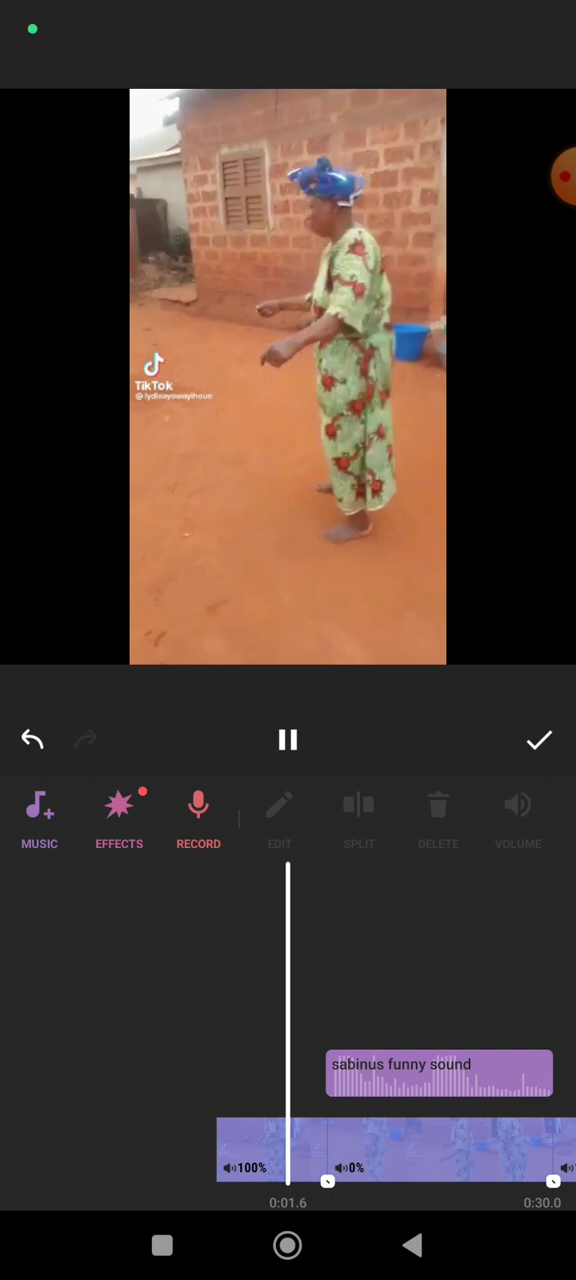 TikTok
MUSIC
EFFECTS
RECORD
EDIT
SPLIT
DELETE
VOLUME
sabinus funny sound
100%
0%
0:01.6
0:30.0